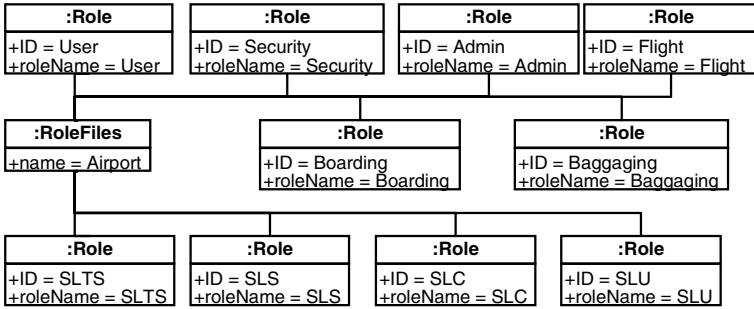 :Role
+ID = User
+roleName = User
:Role
+ID = Security
+roleName = Security
:Role
+ID = Admin
+roleName = Admin
:Role
+ID = Flight
+roleName = Flight
:RoleFiles
+name = Airport
:Role
+ID = Boarding
+roleName = Boarding
:Role
+ID = Baggaging
+roleName = Baggaging
:Role
+ID = SLTS
+roleName = SLTS
:Role
+ID = SLS
+roleName = SLS
:Role
+ID = SLC
+roleName = SLC
:Role
+ID = SLU
+roleName = SLU